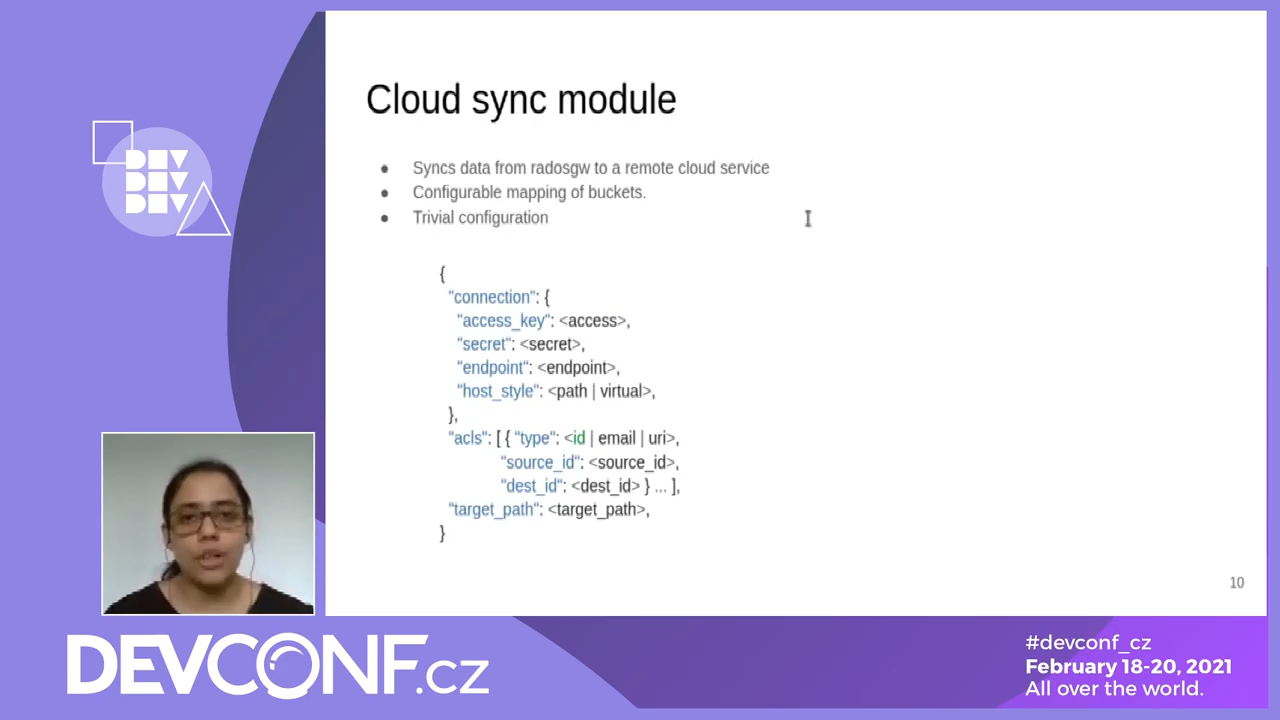 Cloud sync module
● Syncs data from radosgw to a remote cloud service
● Configurable mapping of buckets.
● Trivial configuration
{
"connection": {
"access_key": <access>,
"secret": <secret>,
"endpoint": <endpoint>,
"host_style": <path | virtual>,
},
"acls": [ { "type": <id | email | uri>,
"source_id": <source_id>,
"dest_id": <dest_id> } ... ],
"target_path": <target_path>,
}
10
DEV
DEV
DEV
DEVCONF.cz
#devconf_cz
February 18-20, 2021
All over the world.